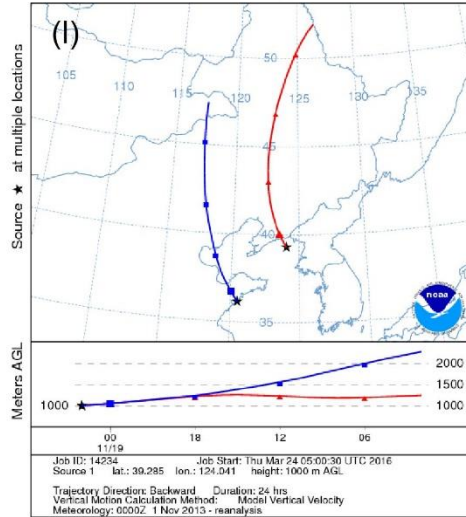 (l)
50
105
110
115
120
125
130
135
45
40
35
Source ★ at multiple locations
noaa
Meters AGL
2000
1500
1000
1000
00
18
12
06
11/19
Job ID: 14234 Job Start: Thu Mar 24 05:00:30 UTC 2016
Source 1 lat.: 39.285 lon.: 124.041 height: 1000 m AGL
Trajectory Direction: Backward Duration: 24 hrs
Vertical Motion Calculation Method: Model Vertical Velocity
Meteorology: 0000Z 1 Nov 2013 - reanalysis